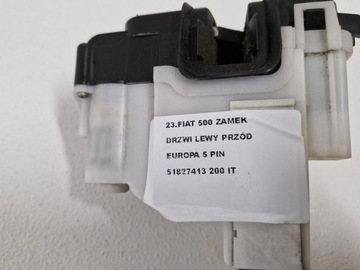 23.FIAT 500 ZAMEK
DRZWI LEWY PRZÓD
EUROPA 5 PIN
51827413 200 IT